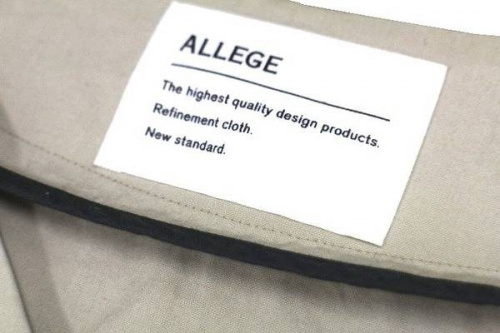 ALLEGE
The highest quality design products.
Refinement cloth.
New standard.